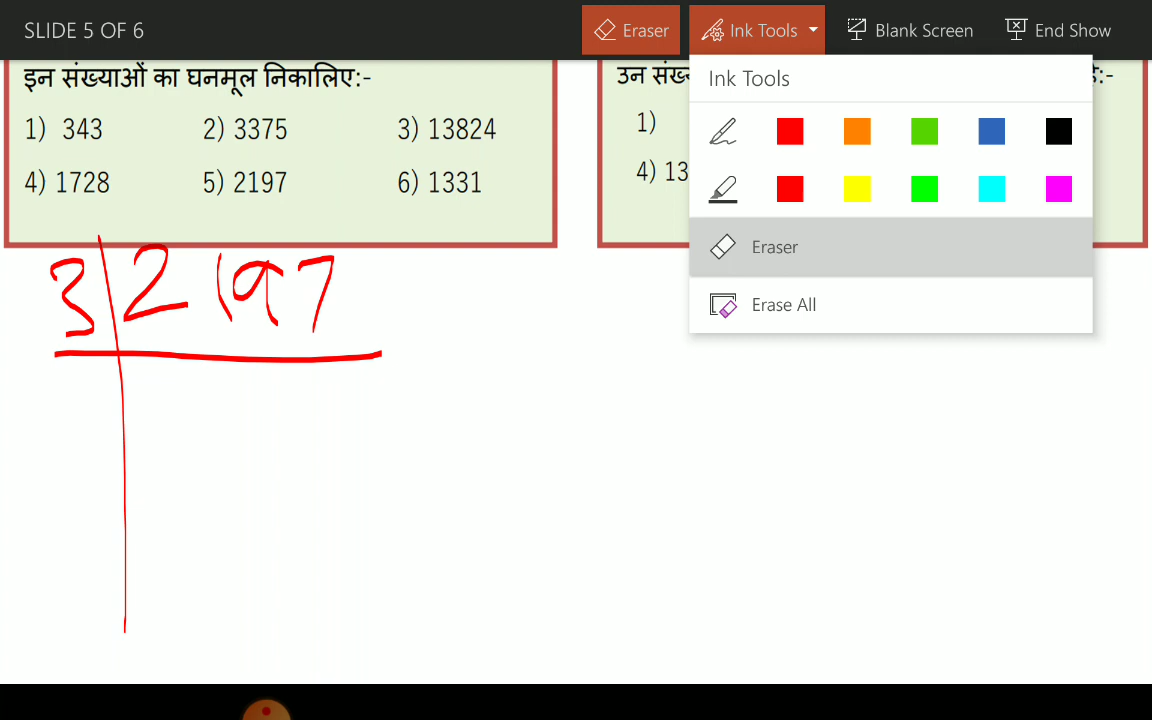 SLIDE 5 OF 6
Eraser
Ink Tools
Blank Screen
End Show
इन संख्याओं का घनमूल निकालिए:-
1) 343 2) 3375 3) 13824
4) 1728 5) 2197 6) 1331
उन
है:-
1)
4) 13
Ink Tools
Eraser
Erase All
3 2197